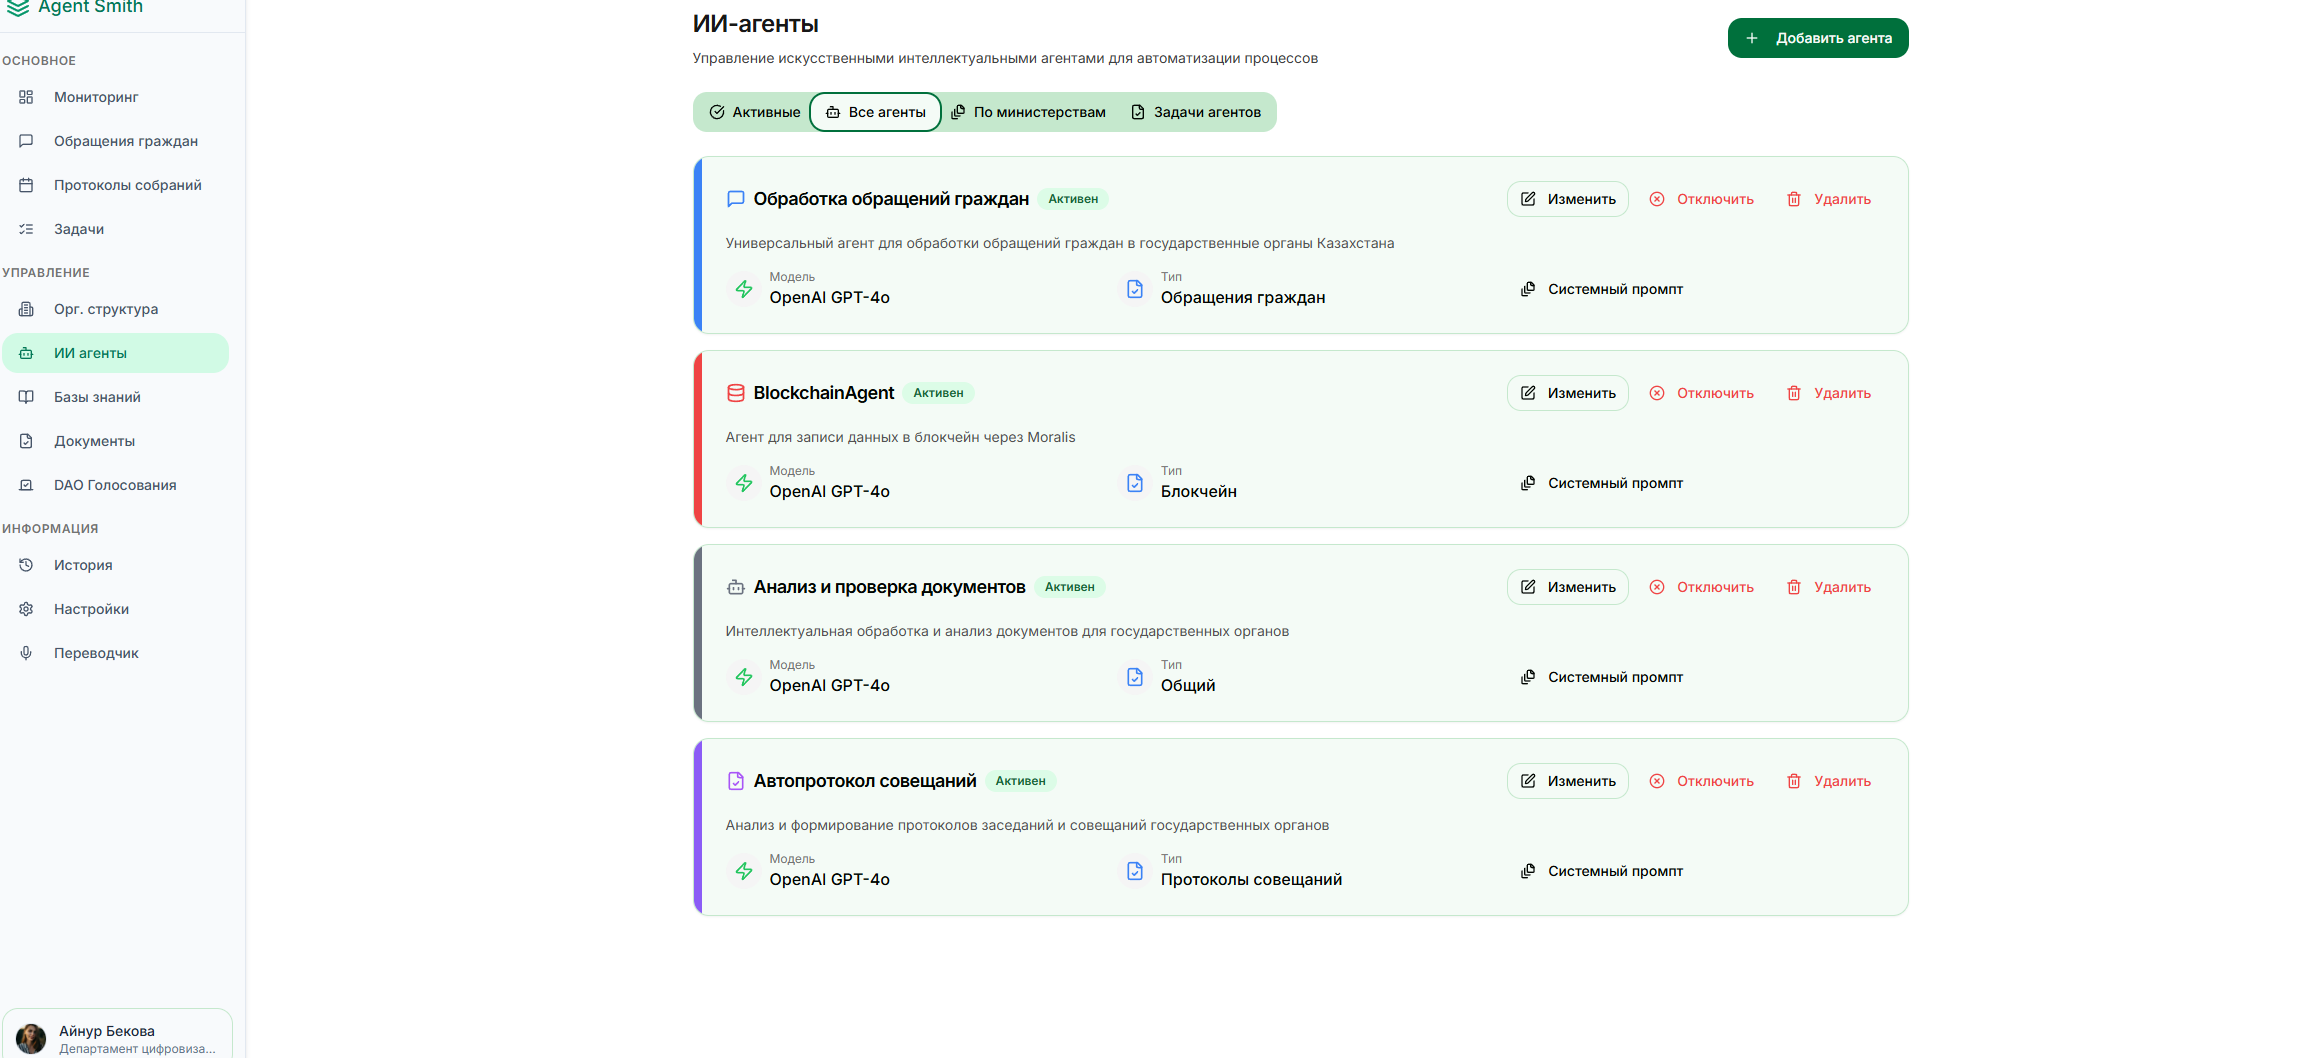 Agent Smith
ОСНОВНОЕ
Мониторинг
Обращения граждан
Протоколы собраний
Задачи
УПРАВЛЕНИЕ
Орг. структура
ИИ агенты
Базы знаний
Документы
DAO Голосования
ИНФОРМАЦИЯ
История
Настройки
Переводчик
Айнур Бекова
Департамент цифровиза...
ИИ-агенты
Управление искусственными интеллектуальными агентами для автоматизации процессов
Добавить агента
Активные Все агенты По министерствам Задачи агентов
Обработка обращений граждан Активен Изменить Отключить Удалить
Универсальный агент для обработки обращений граждан в государственные органы Казахстана
Модель Тип
OpenAI GPT-4o Обращения граждан Системный промпт
BlockchainAgent Активен Изменить Отключить Удалить
Агент для записи данных в блокчейн через Moralis
Модель Тип
OpenAI GPT-4o Блокчейн Системный промпт
Анализ и проверка документов Активен Изменить Отключить Удалить
Интеллектуальная обработка и анализ документов для государственных органов
Модель Тип
OpenAI GPT-4o Общий Системный промпт
Автопротокол совещаний Активен Изменить Отключить Удалить
Анализ и формирование протоколов заседаний и совещаний государственных органов
Модель Тип
OpenAI GPT-4o Протоколы совещаний Системный промпт